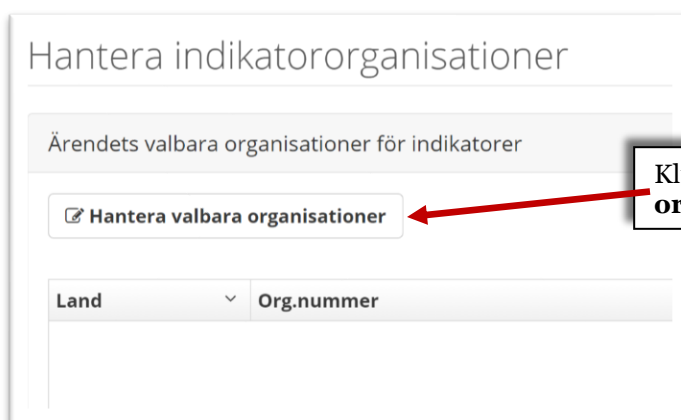 Hantera indikatororganisationer
Ärendets valbara organisationer för indikatorer
Hantera valbara organisationer
Land Org.nummer